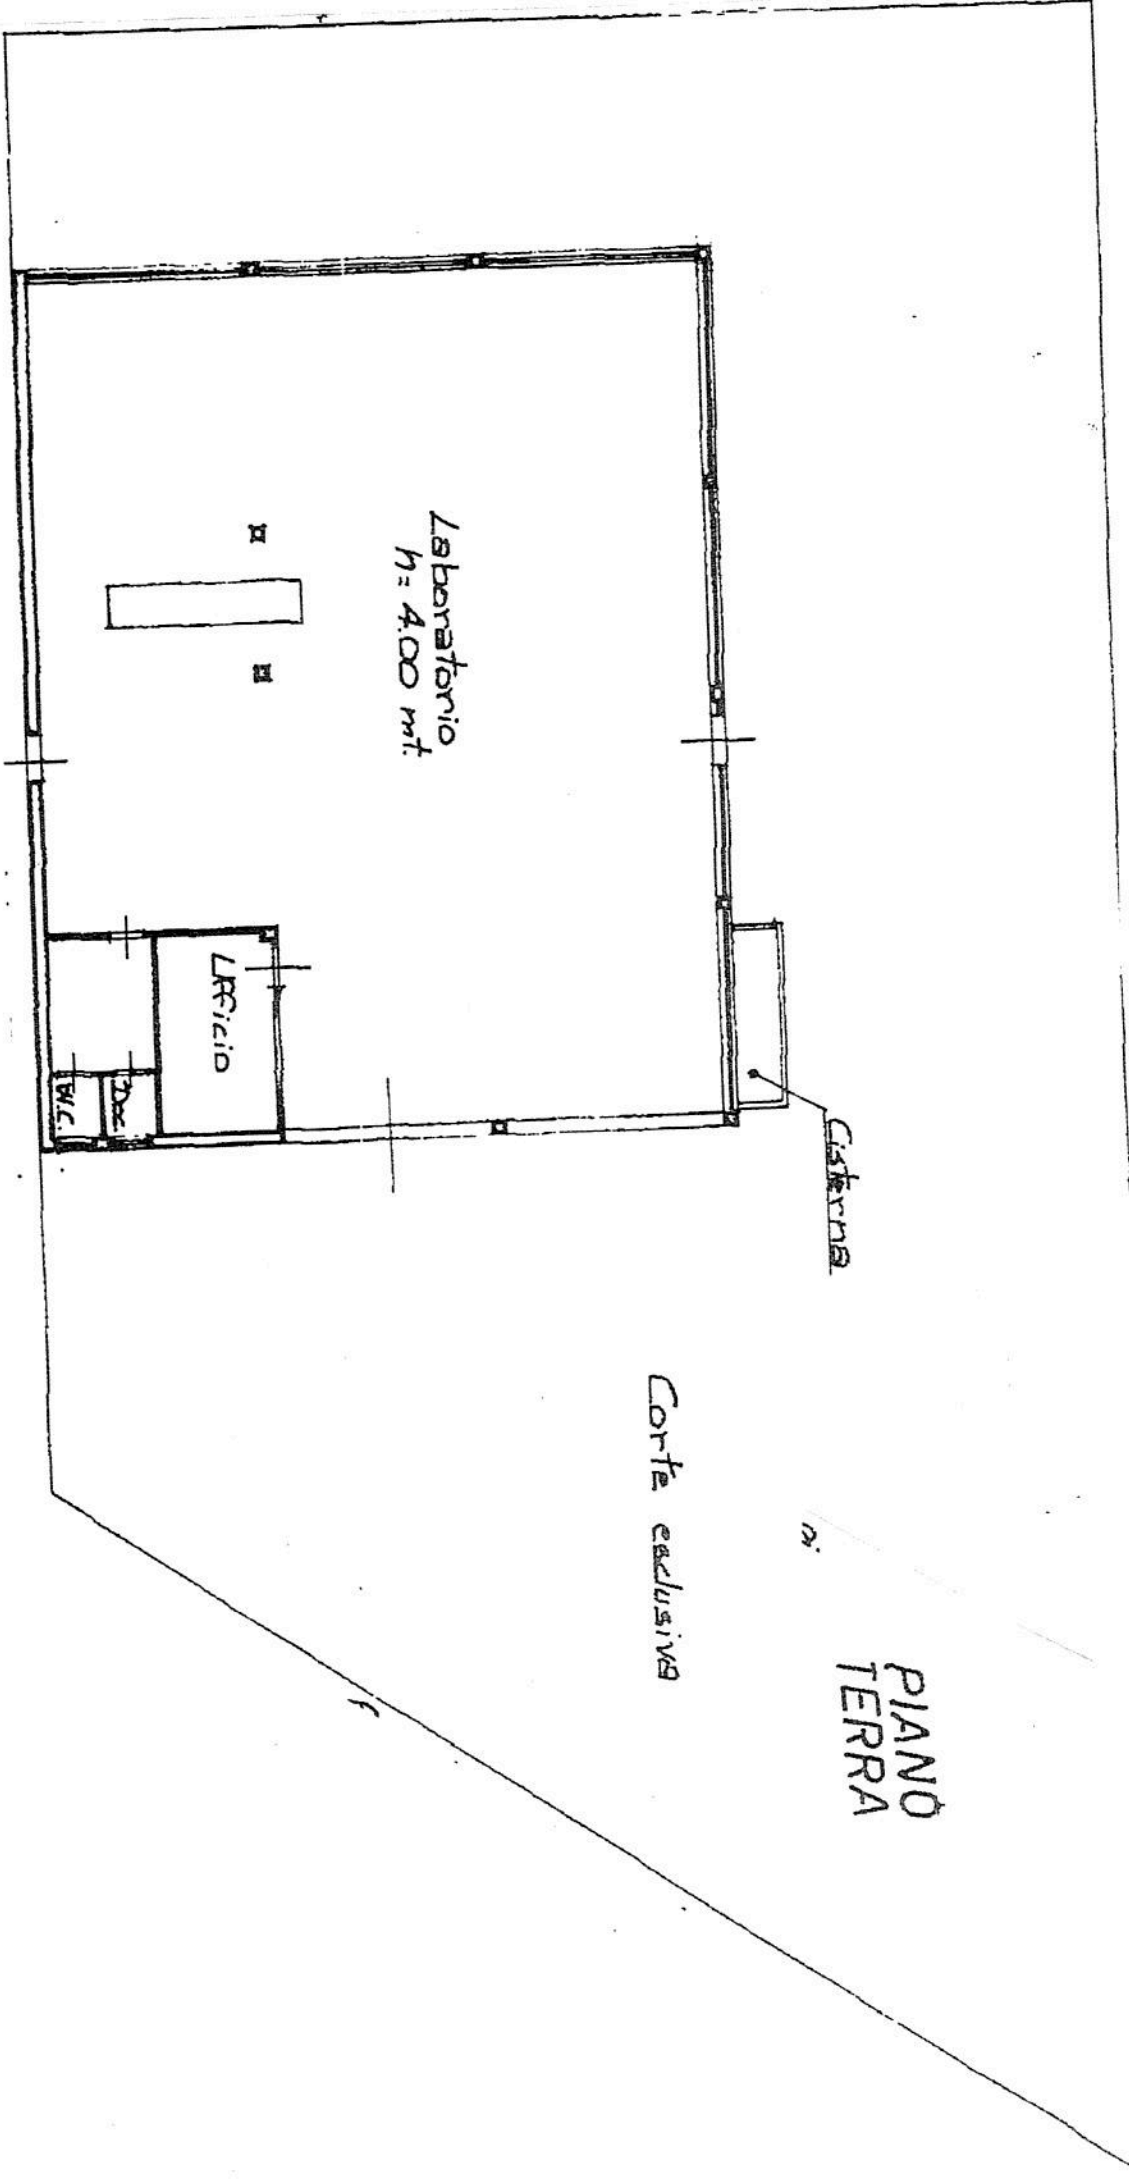 PIANO
TERRA
Cisterna
Corte esclusiva
Laboratorio
h= 4.00 mt.
Ufficio
Doc.
W.C.